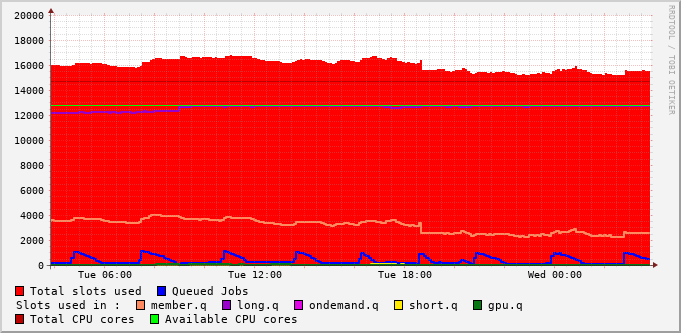 20000
18000
16000
14000
12000
10000
8000
6000
4000
2000
0
Tue 06:00 Tue 12:00 Tue 18:00 Wed 00:00
RRDTOOL / TOBI OETIKER
Total slots used Queued Jobs
Slots used in : member.q long.q ondemand.q short.q gpu.q
Total CPU cores Available CPU cores